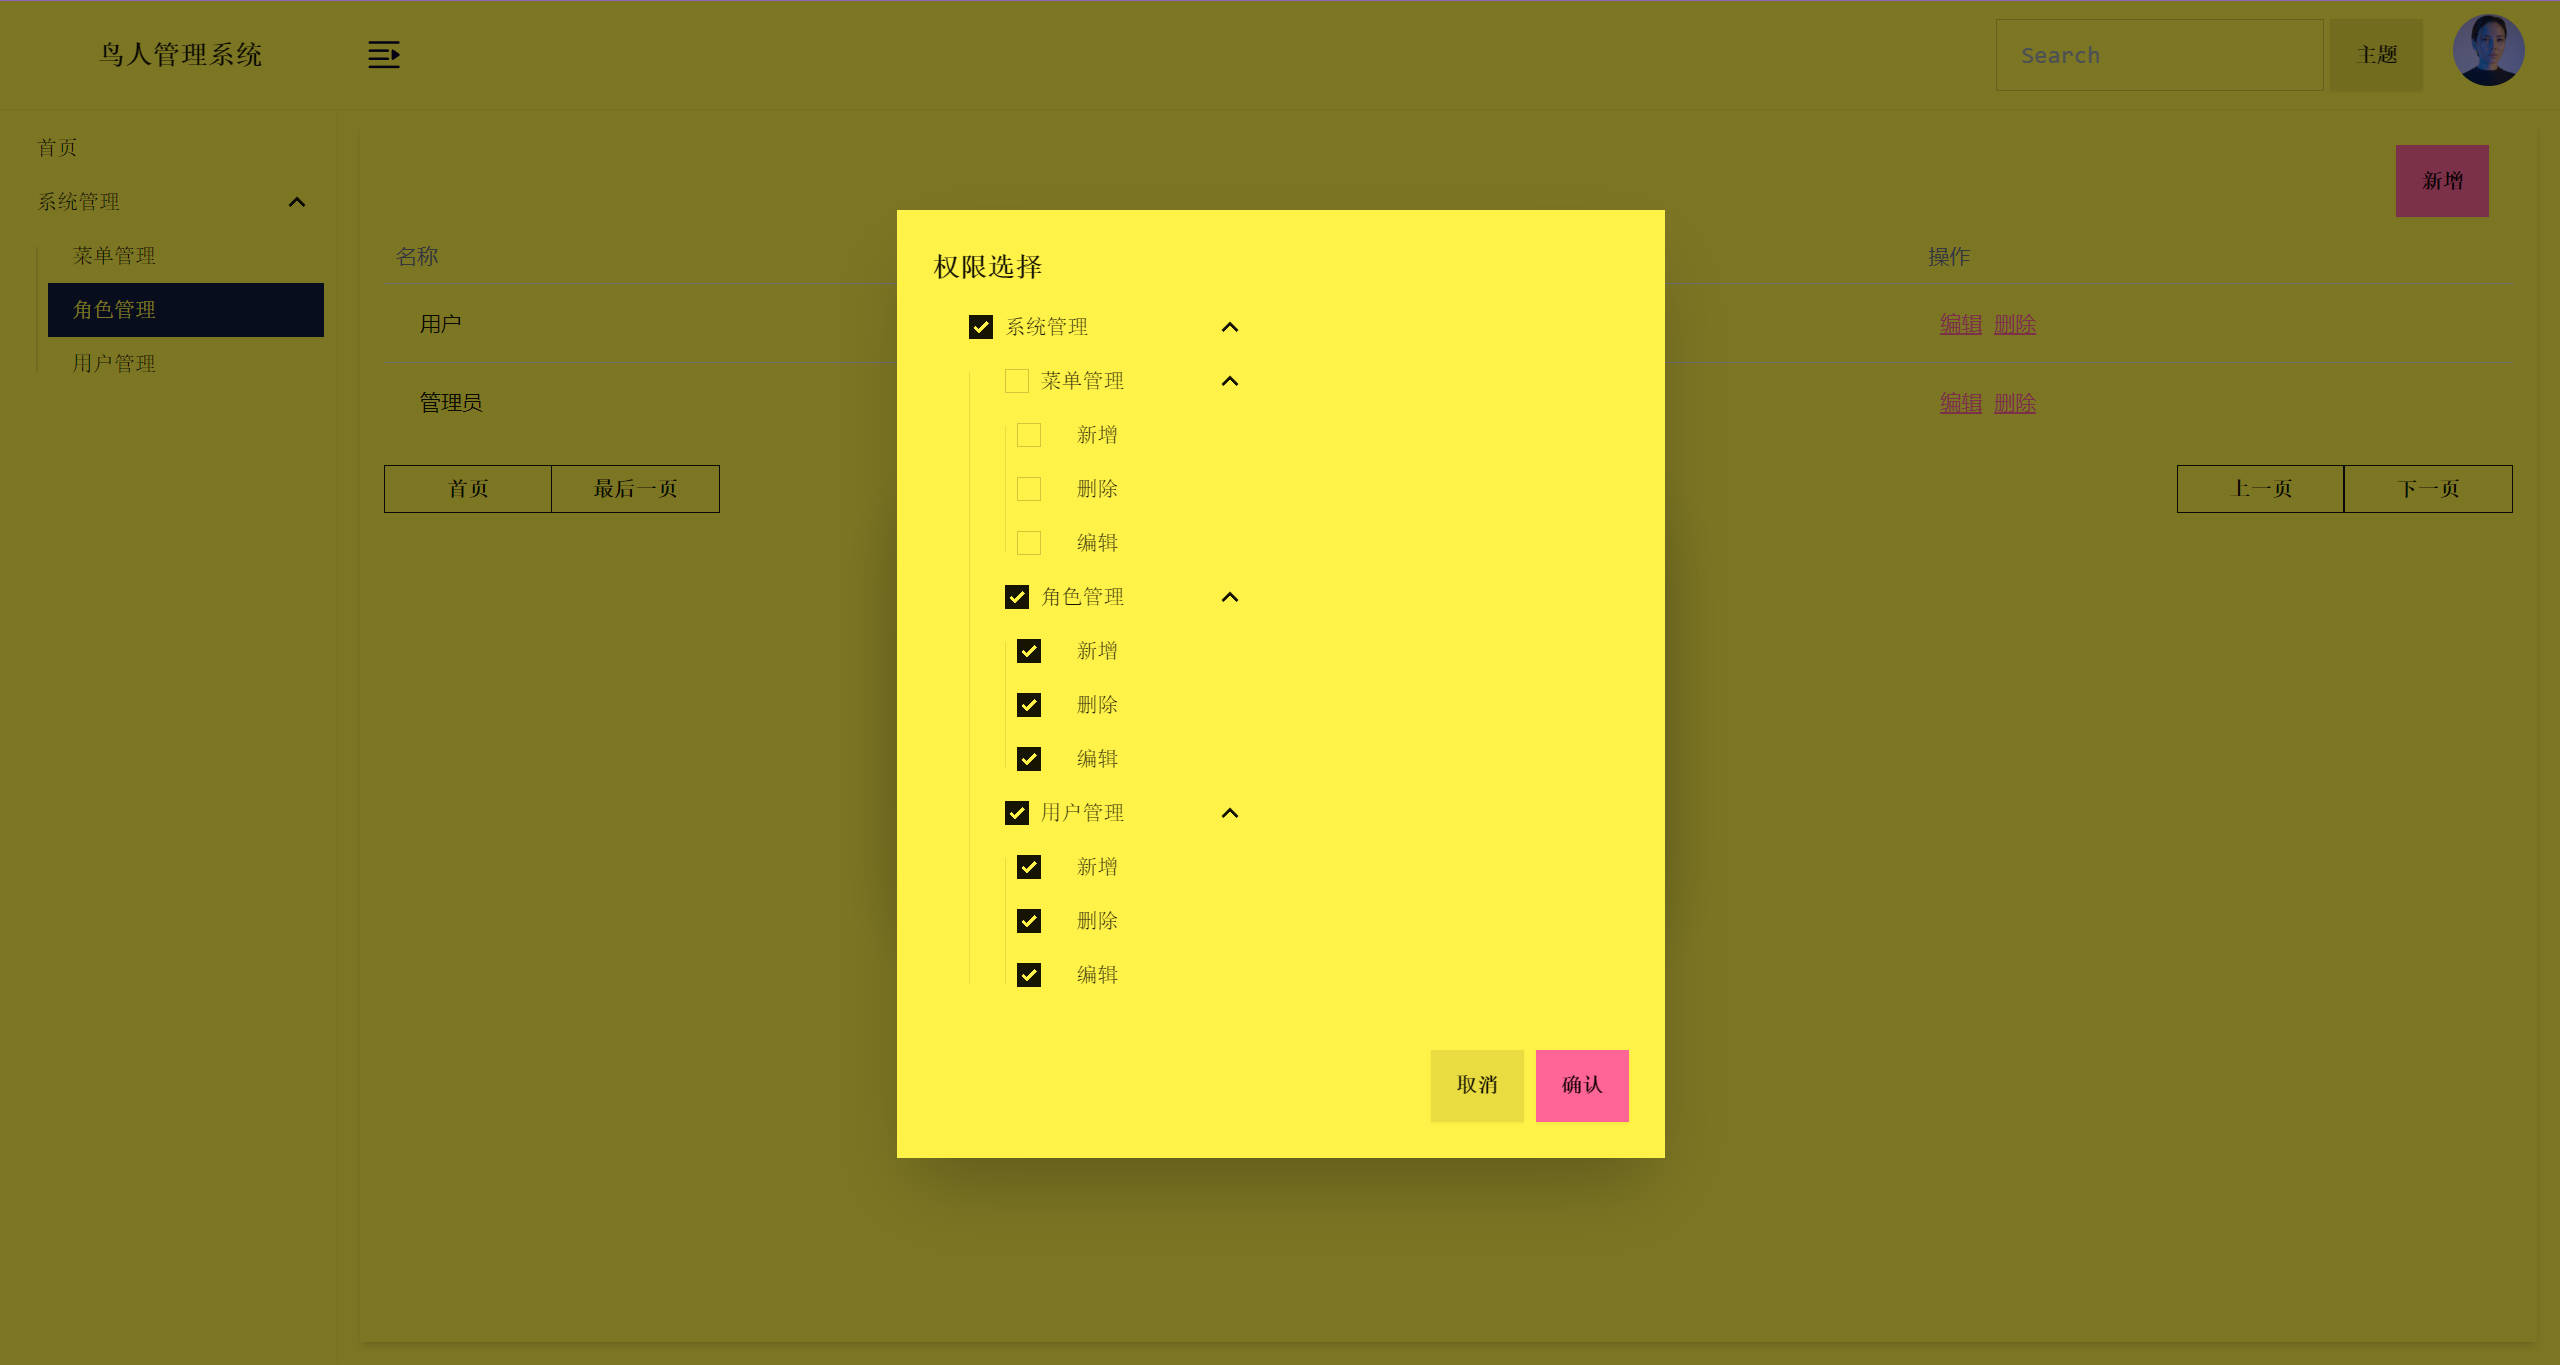 鸟人管理系统
Search
主题
首页
系统管理
菜单管理
角色管理
用户管理
新增
名称 操作
用户 编辑 删除
管理员 编辑 删除
首页 最后一页 上一页 下一页
权限选择
系统管理
菜单管理
新增
删除
编辑
角色管理
新增
删除
编辑
用户管理
新增
删除
编辑
取消 确认